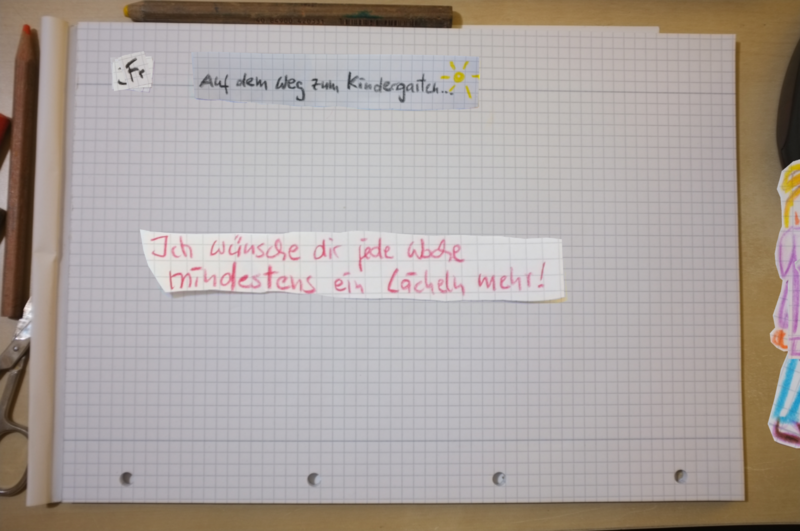 :Fr
Auf dem Weg zum Kindergarten...
Ich wünsche dir jede Woche
mindestens ein Lächeln mehr!